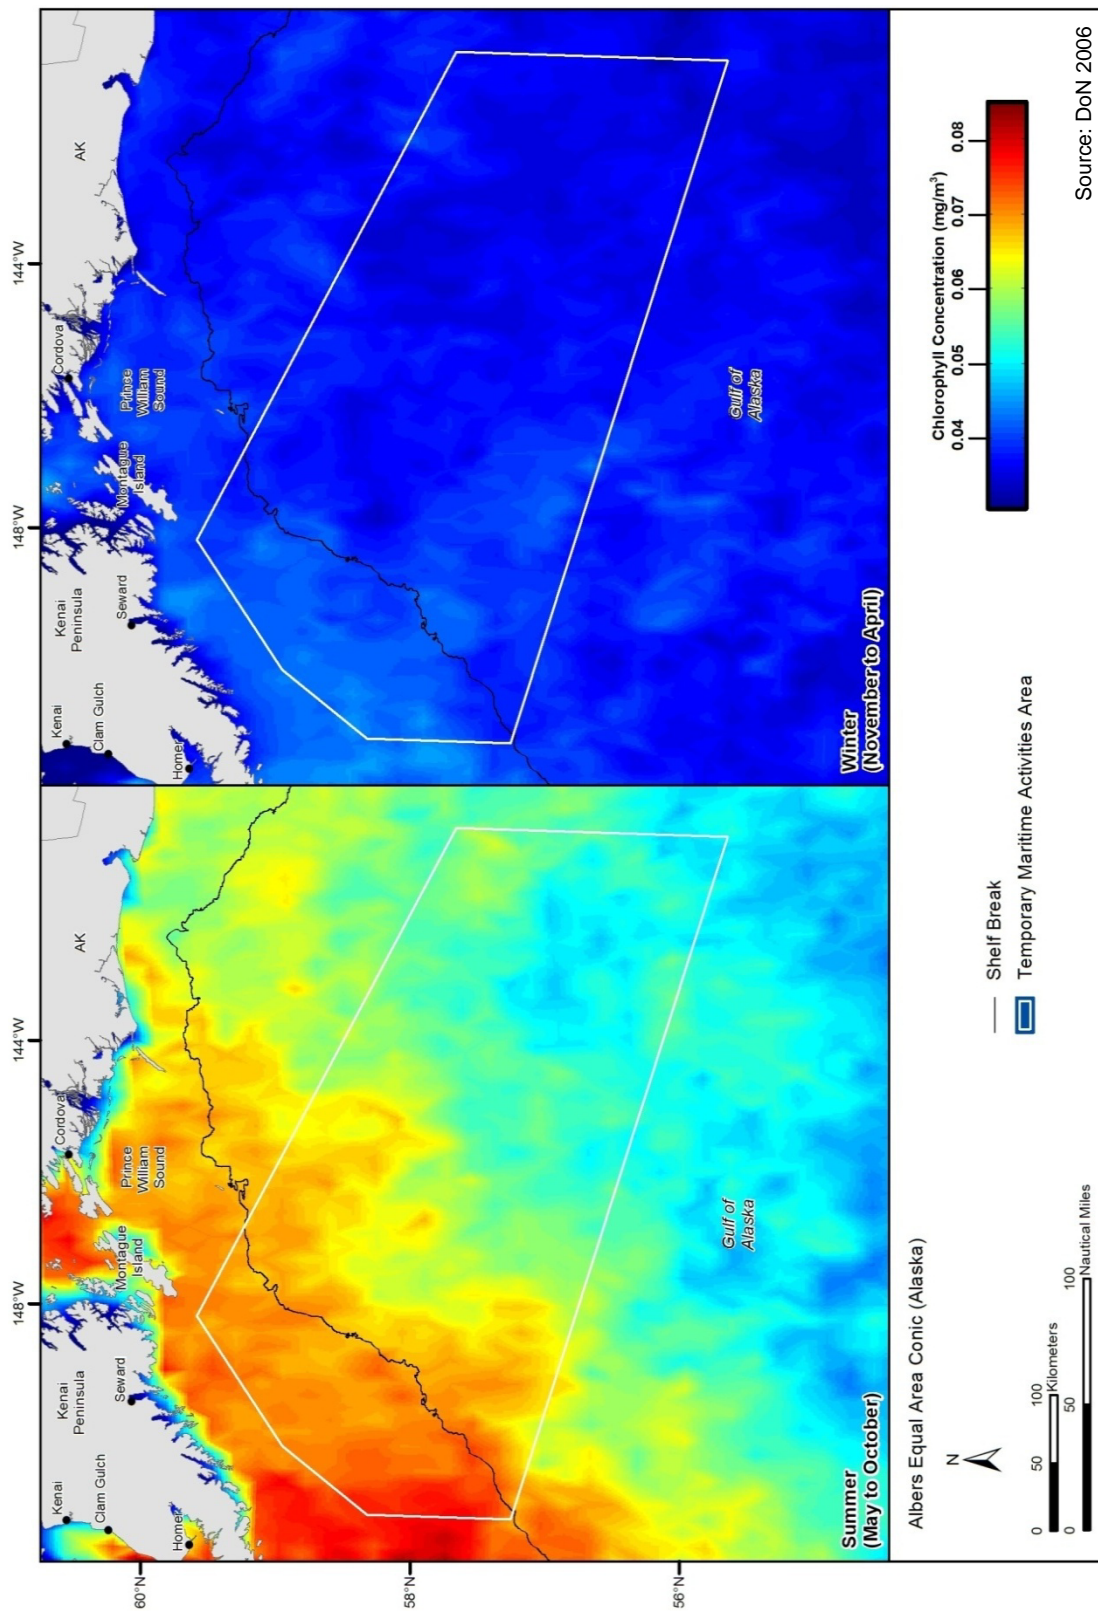 144°W
148°W
60°N
58°N
56°N
Kenai
Clam Gulch
Kenai
Peninsula
Homer
Seward
Montague
Island
Prince
William
Sound
Cordova
AK
Gulf of
Alaska
Summer
(May to October)
144°W
148°W
Kenai
Clam Gulch
Kenai
Peninsula
Homer
Seward
Montague
Island
Prince
William
Sound
Cordova
AK
Gulf of
Alaska
Winter
(November to April)
Albers Equal Area Conic (Alaska)
N
0 50 100
Kilometers
0 50 100
Nautical Miles
Shelf Break
Temporary Maritime Activities Area
Chlorophyll Concentration (mg/m³)
0.04 0.05 0.06 0.07 0.08
Source: DoN 2006